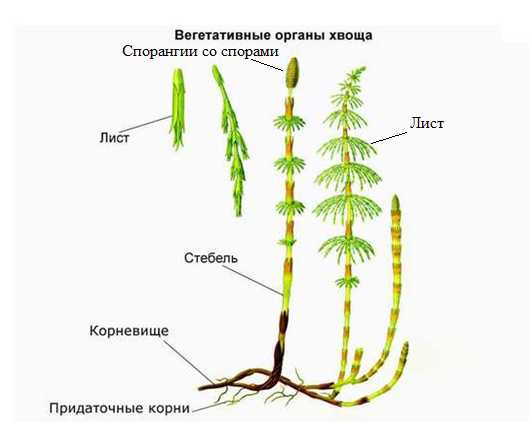 Вегетативные органы хвоща
Спорангии со спорами
Лист
Лист
Стебель
Корневище
Придаточные корни